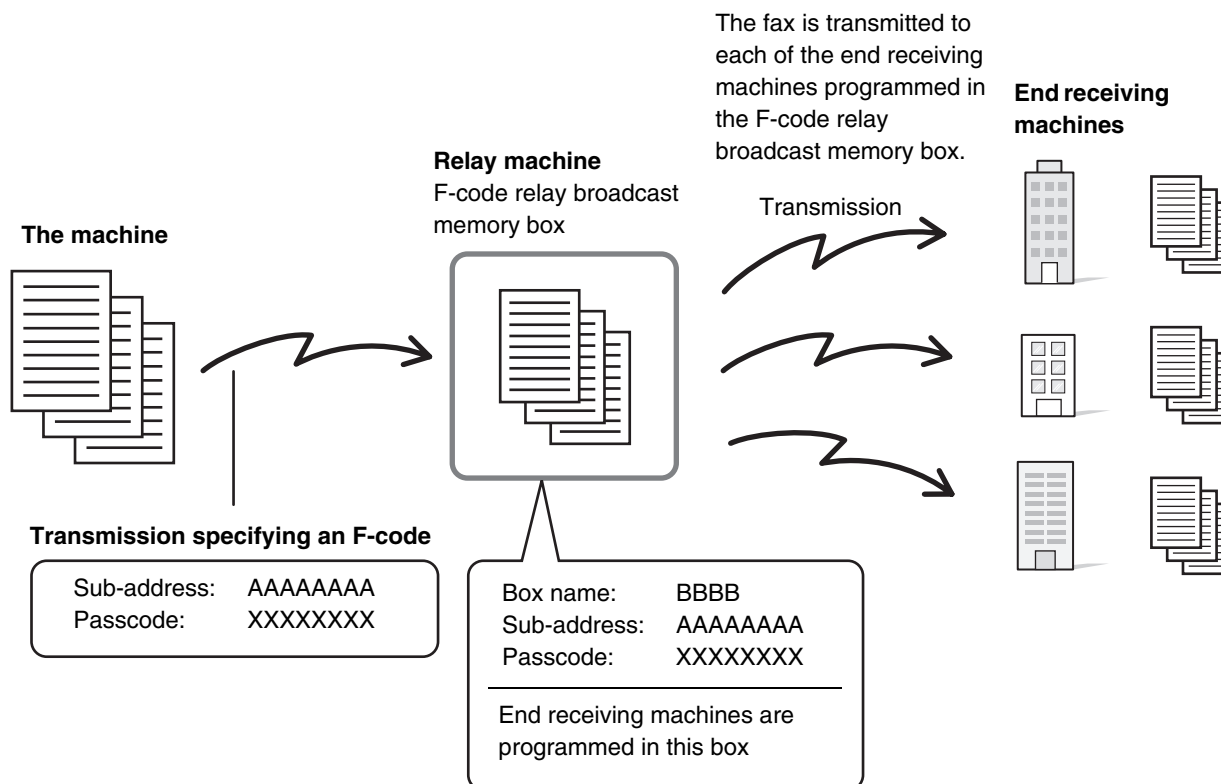 The fax is transmitted to
each of the end receiving
machines programmed in
the F-code relay
broadcast memory box.
End receiving
machines
Relay machine
F-code relay broadcast
memory box
Transmission
The machine
Transmission specifying an F-code
Sub-address: AAAAAAAA
Passcode: XXXXXXXX
Box name: BBBB
Sub-address: AAAAAAAA
Passcode: XXXXXXXX
End receiving machines are
programmed in this box